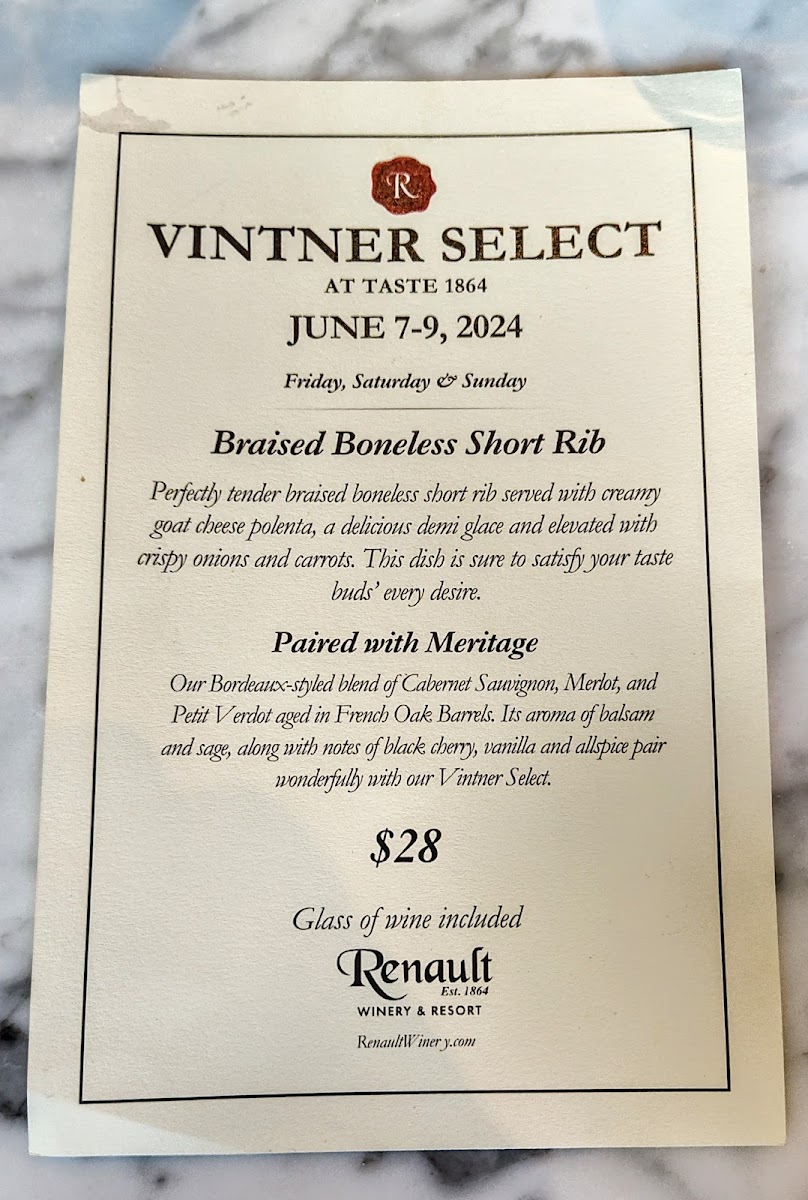 R
VINTNER SELECT
AT TASTE 1864
JUNE 7-9, 2024
Friday, Saturday & Sunday
Braised Boneless Short Rib
Perfectly tender braised boneless short rib served with creamy
goat cheese polenta, a delicious demi glace and elevated with
crispy onions and carrots. This dish is sure to satisfy your taste
buds' every desire.
Paired with Meritage
Our Bordeaux-styled blend of Cabernet Sauvignon, Merlot, and
Petit Verdot aged in French Oak Barrels. Its aroma of balsam
and sage, along with notes of black cherry, vanilla and allspice pair
wonderfully with our Vintner Select.
$28
Glass of wine included
Renault
Est. 1864
WINERY & RESORT
RenaultWinery.com